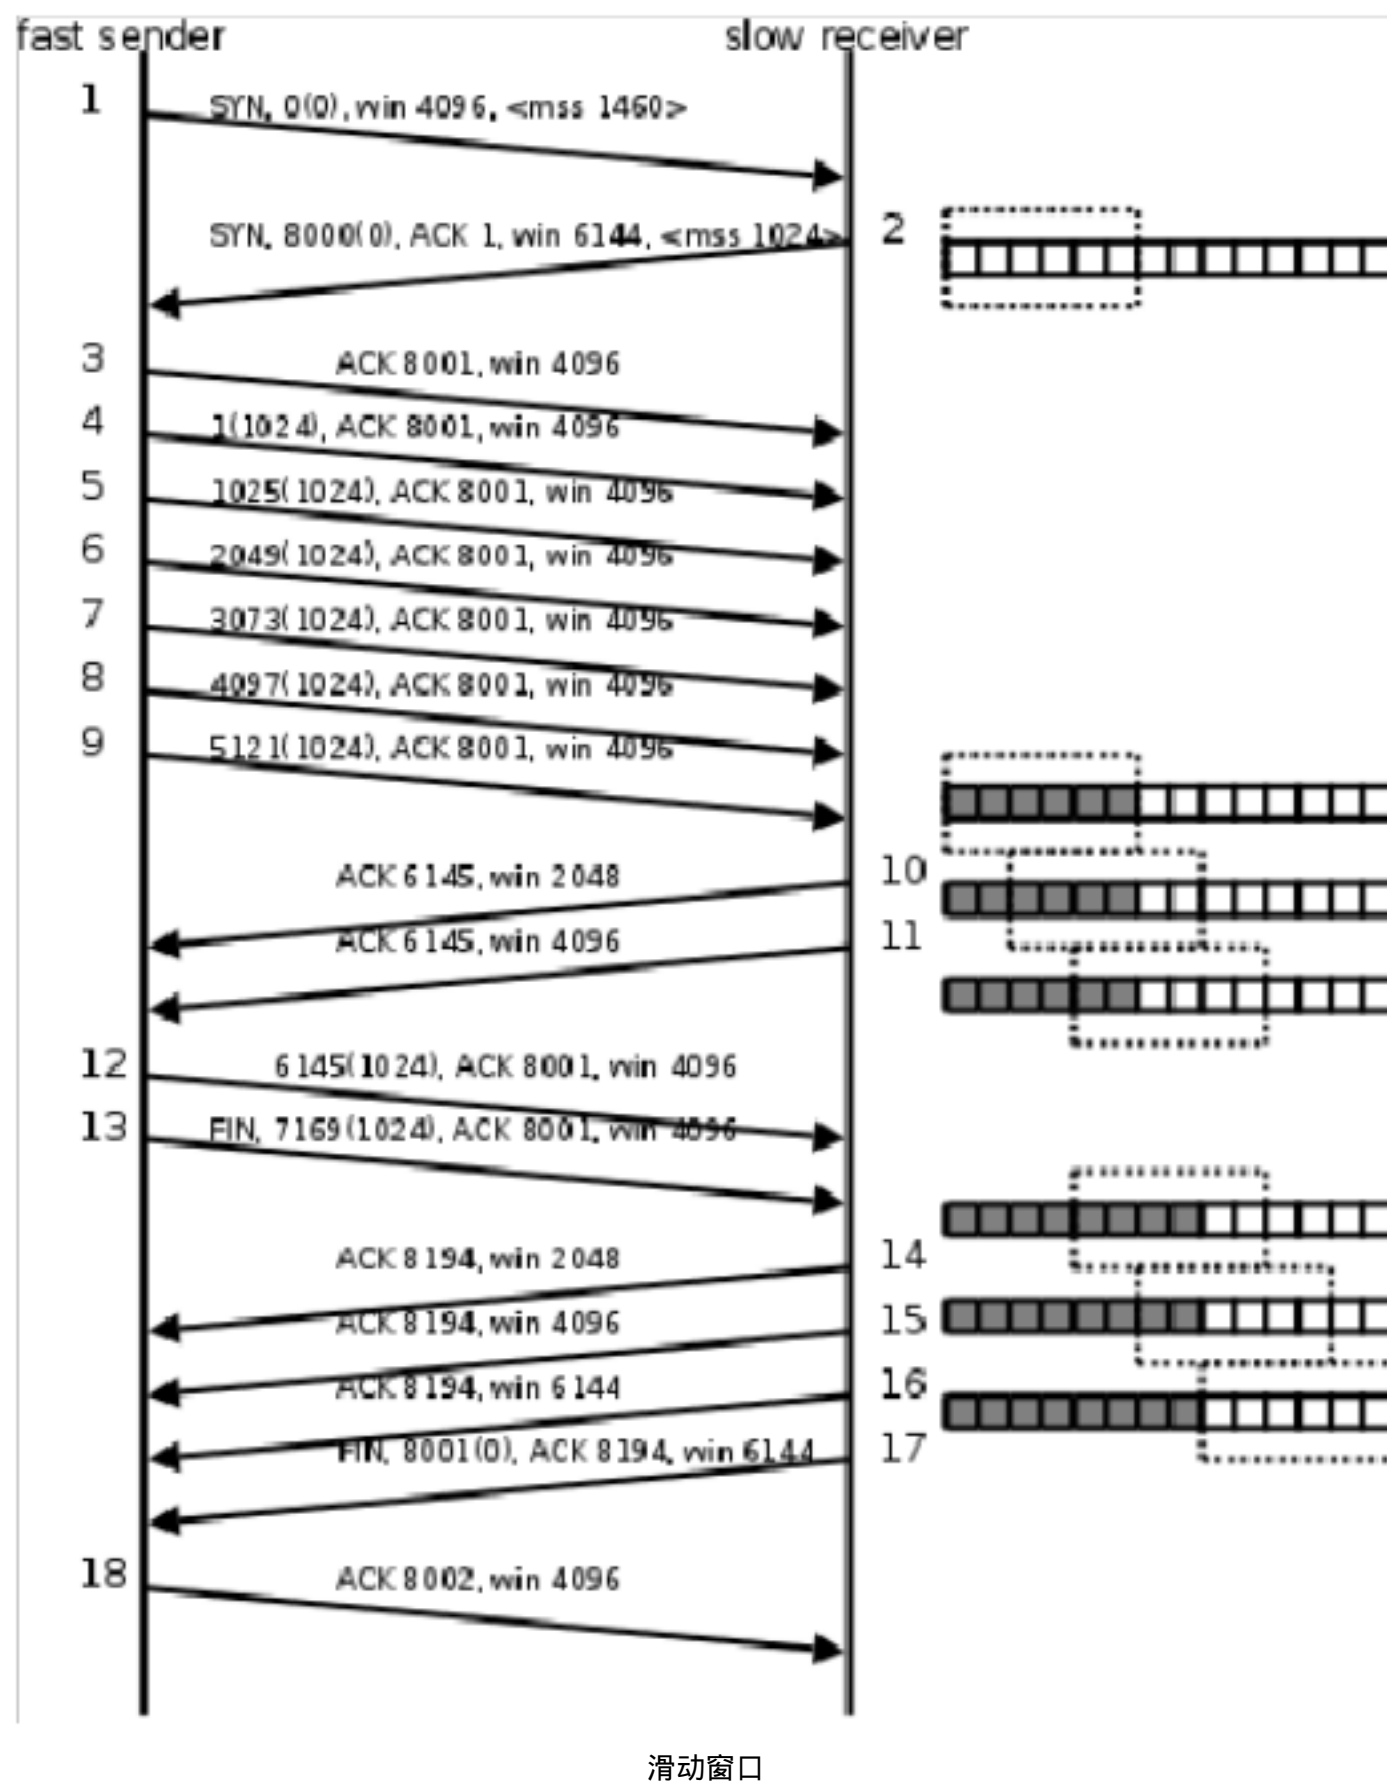 fast sender slow receiver
1 SYN, 0(0), win 4096, <mss 1460>
SYN, 8000(0), ACK 1, win 6144, <mss 1024> 2
3 ACK 8001, win 4096
4 1(1024), ACK 8001, win 4096
5 1025(1024), ACK 8001, win 4096
6 2049(1024), ACK 8001, win 4096
7 3073(1024), ACK 8001, win 4096
8 4097(1024), ACK 8001, win 4096
9 5121(1024), ACK 8001, win 4096
ACK 6145, win 2048 10
ACK 6145, win 4096 11
12 6145(1024), ACK 8001, win 4096
13 FIN, 7169(1024), ACK 8001, win 4096
ACK 8194, win 2048 14
ACK 8194, win 4096 15
ACK 8194, win 6144 16
FIN, 8001(0), ACK 8194, win 6144 17
18 ACK 8002, win 4096
滑动窗口